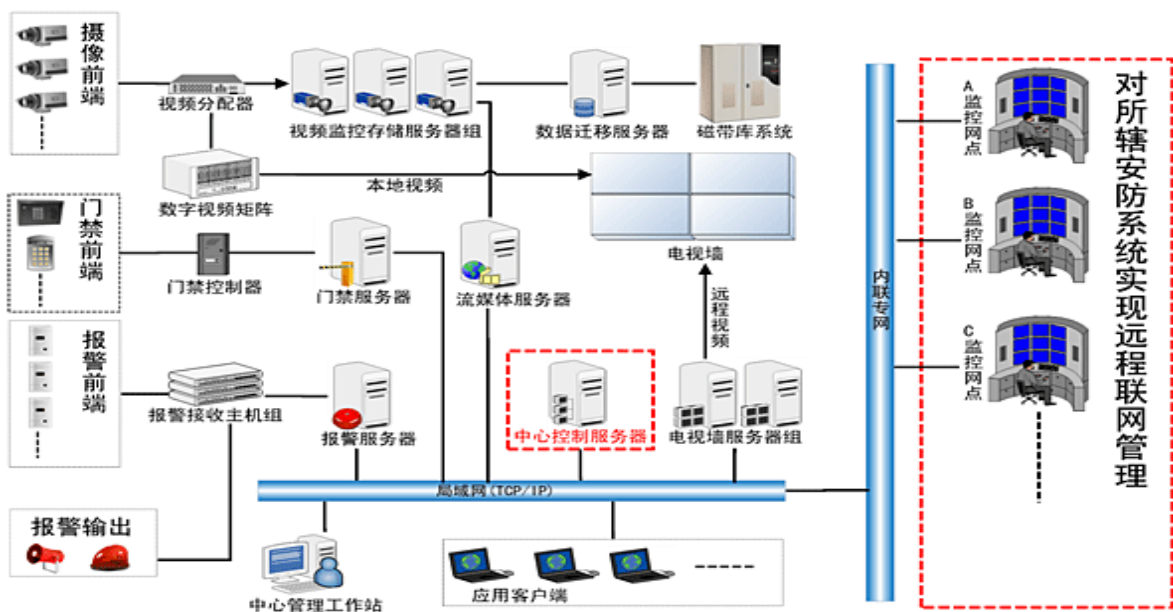 摄像前端
视频分配器
视频监控存储服务器组
数据迁移服务器
磁带库系统
数字视频矩阵
本地视频
电视墙
门禁前端
门禁控制器
门禁服务器
流媒体服务器
远程视频
报警前端
报警接收主机组
报警服务器
中心控制服务器
电视墙服务器组
局域网(TCP/IP)
报警输出
中心管理工作站
应用客户端
内联专网
A监控网点
B监控网点
C监控网点
对所辖安防系统实现远程联网管理